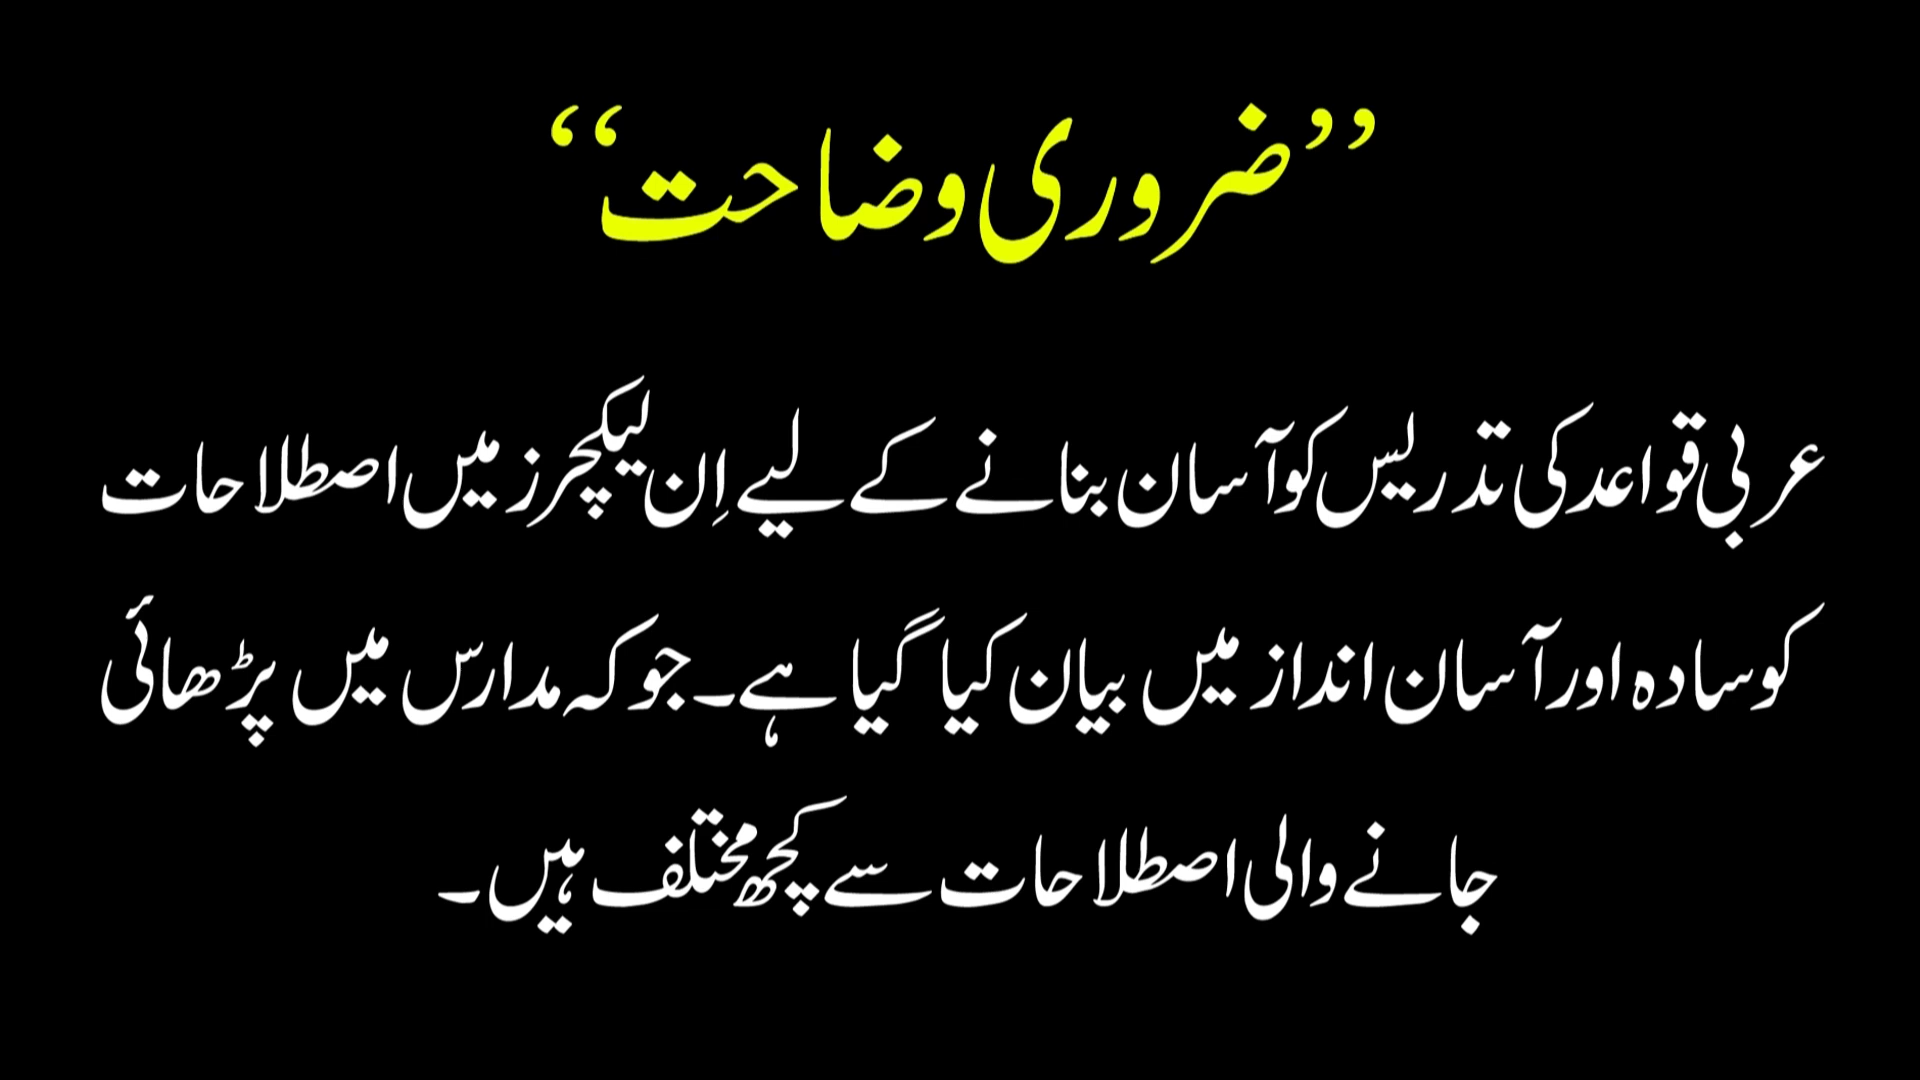 ’’ضروری وضاحت‘‘
عربی قواعد کی تدریس کو آسان بنانے کے لیے اِن لیکچرز میں اصطلاحات
کو سادہ اور آسان انداز میں بیان کیا گیا ہے۔ جو کہ مدارس میں پڑھائی
جانے والی اصطلاحات سے کچھ مختلف ہیں۔